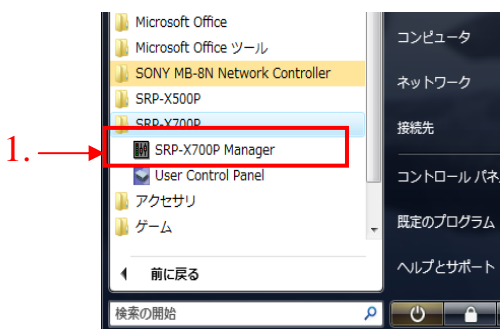 Microsoft Office
Microsoft Office ツール
SONY MB-8N Network Controller
SRP-X500P
SRP-X700P
1.
SRP-X700P Manager
User Control Panel
アクセサリ
ゲーム
前に戻る
検索の開始
コンピュータ
ネットワーク
接続先
コントロール パネ
既定のプログラム
ヘルプとサポート